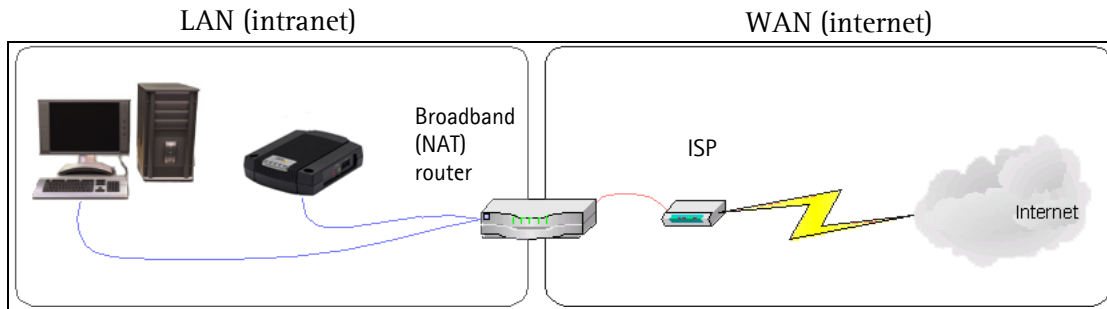 LAN (intranet)
WAN (internet)
Broadband
(NAT)
router
ISP
Internet